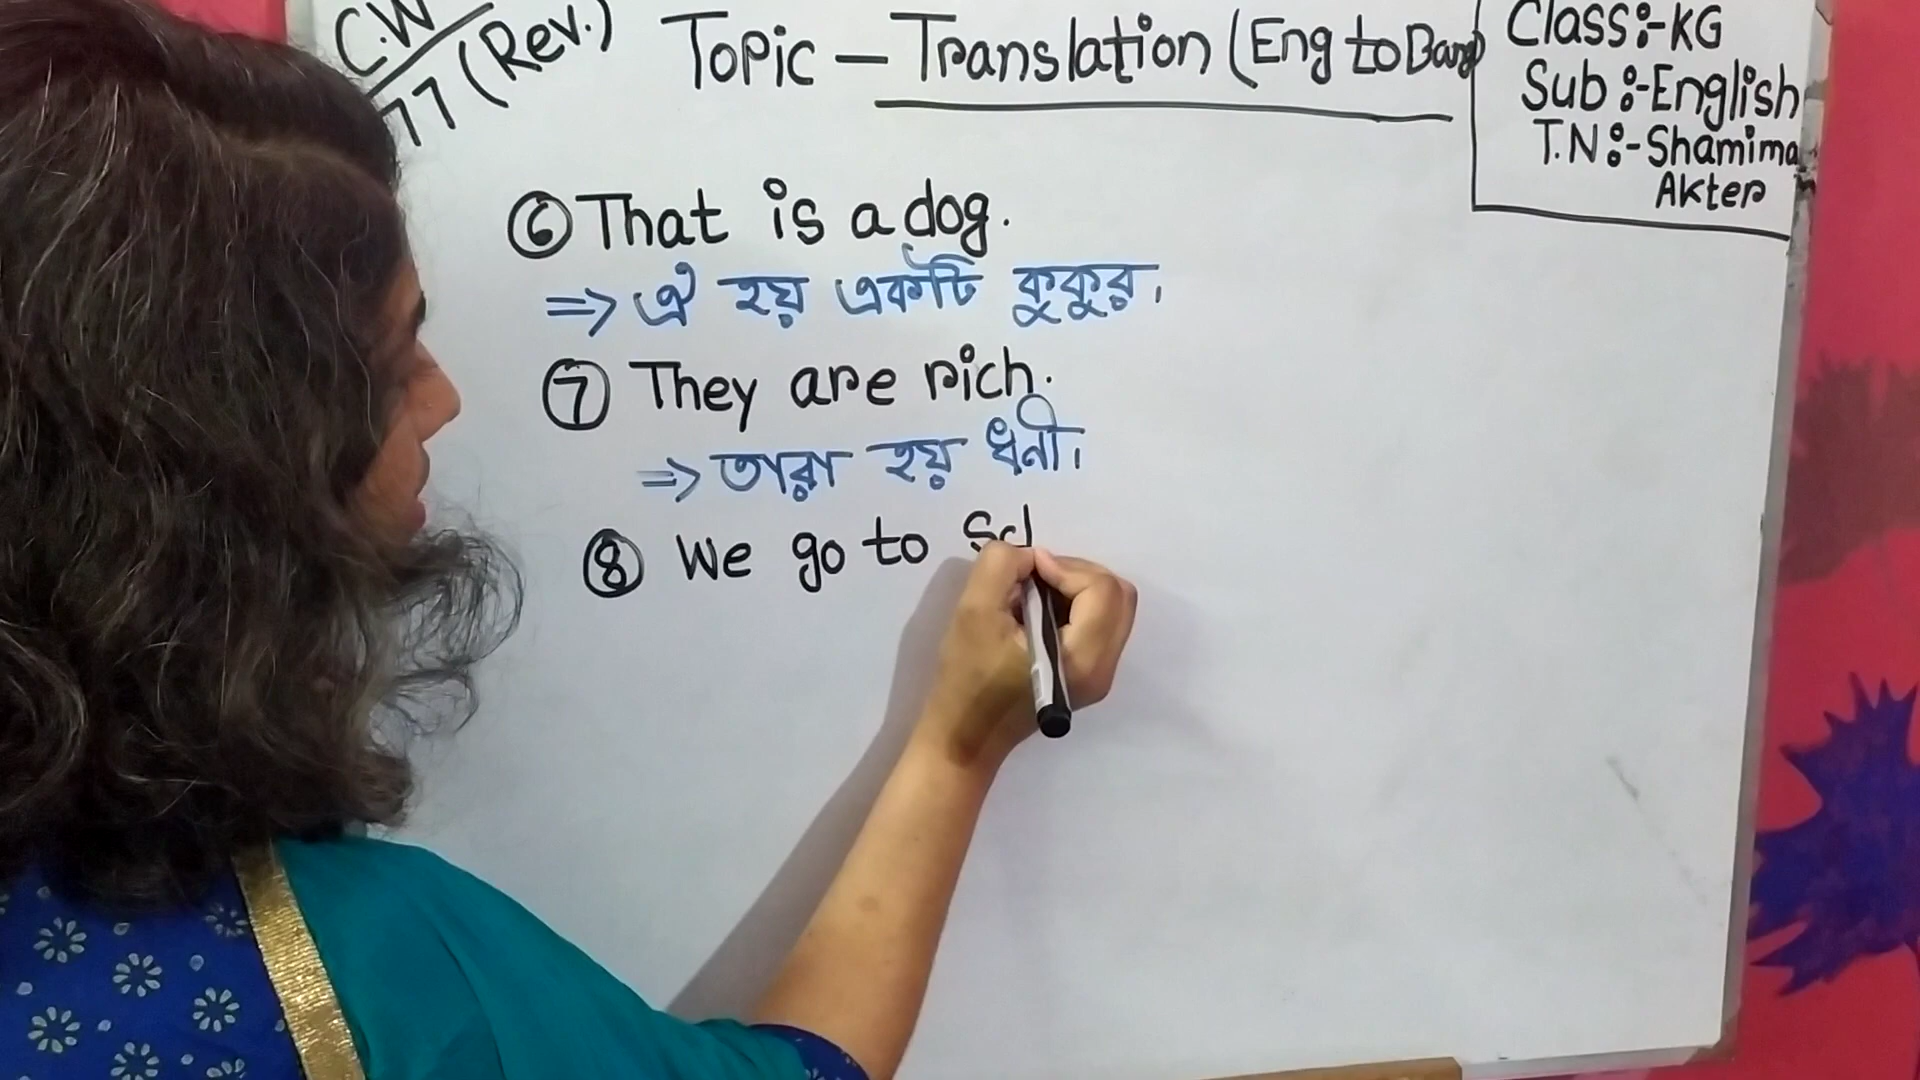 C.W
77 (Rev.)
Topic – Translation (Eng to Bang)
Class:-KG
Sub:-English
T.N:-Shamima
Akter
⑥ That is a dog.
⇒ ঐ হয় একটি কুকুর।
⑦ They are rich.
⇒ তারা হয় ধনী।
⑧ We go to